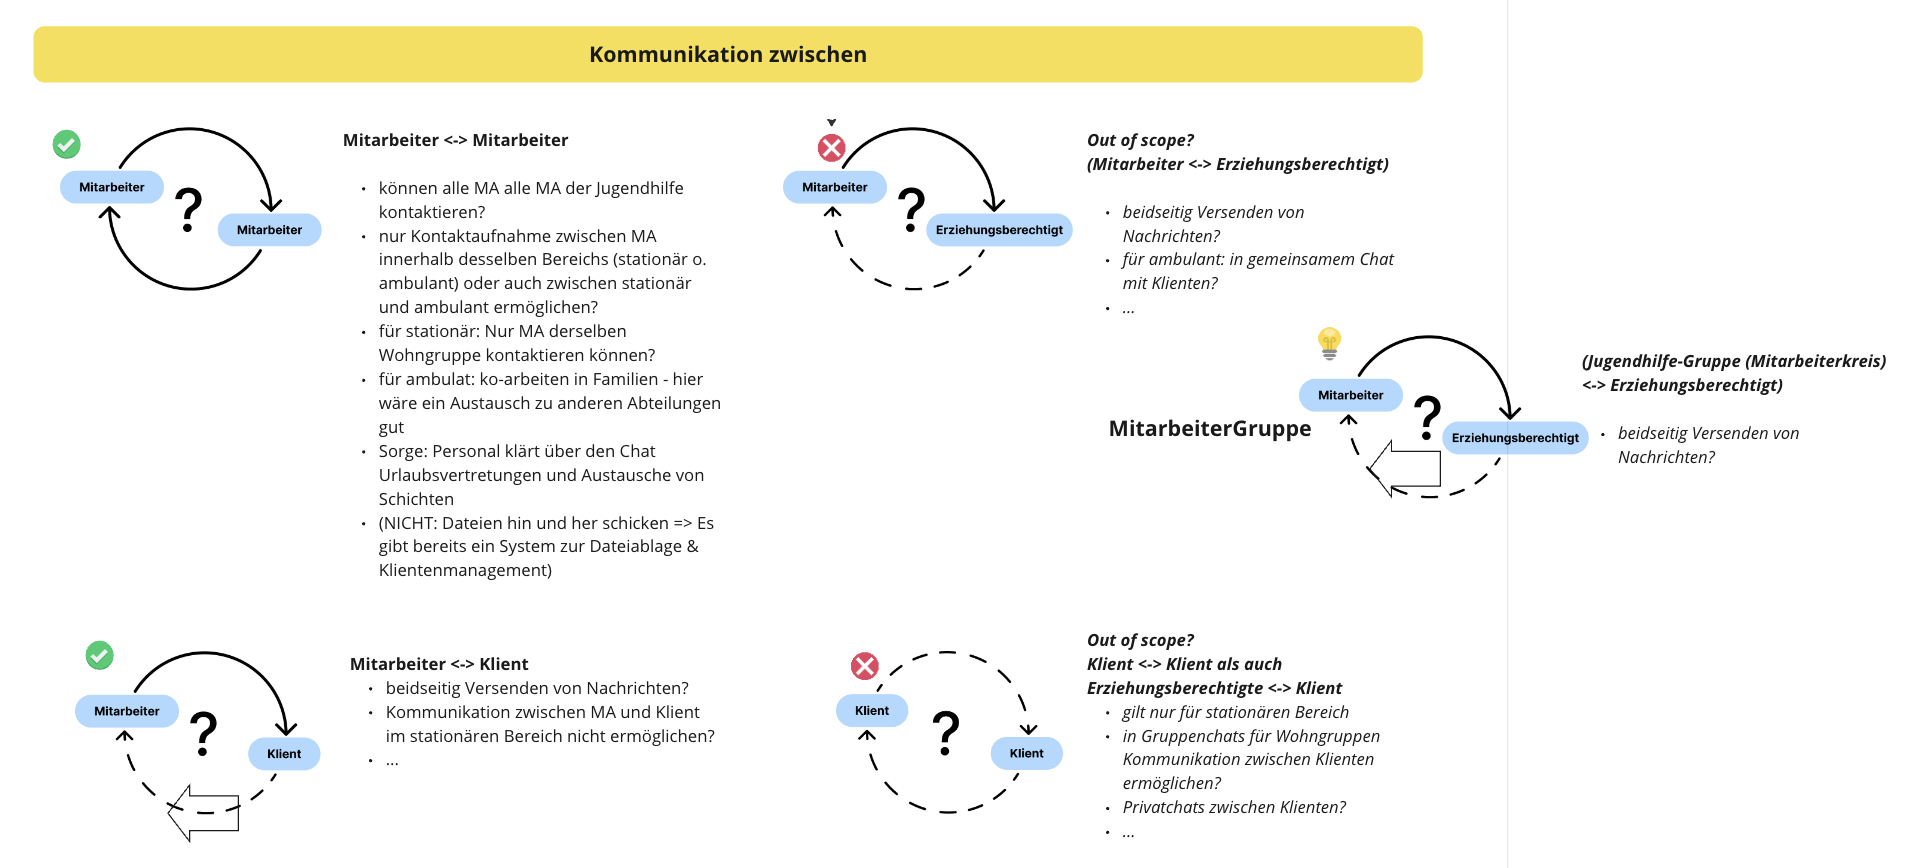 Kommunikation zwischen
Mitarbeiter
?
Mitarbeiter
Mitarbeiter <-> Mitarbeiter
• können alle MA alle MA der Jugendhilfe
kontaktieren?
• nur Kontaktaufnahme zwischen MA
innerhalb desselben Bereichs (stationär o.
ambulant) oder auch zwischen stationär
und ambulant ermöglichen?
• für stationär: Nur MA derselben
Wohngruppe kontaktieren können?
• für ambulat: ko-arbeiten in Familien - hier
wäre ein Austausch zu anderen Abteilungen
gut
• Sorge: Personal klärt über den Chat
Urlaubsvertretungen und Austausche von
Schichten
• (NICHT: Dateien hin und her schicken => Es
gibt bereits ein System zur Dateiablage &
Klientenmanagement)
Mitarbeiter
?
Erziehungsberechtigt
Out of scope?
(Mitarbeiter <-> Erziehungsberechtigt)
• beidseitig Versenden von
Nachrichten?
• für ambulant: in gemeinsamem Chat
mit Klienten?
• ...
MitarbeiterGruppe
Mitarbeiter
?
Erziehungsberechtigt
(Jugendhilfe-Gruppe (Mitarbeiterkreis)
<-> Erziehungsberechtigt)
• beidseitig Versenden von
Nachrichten?
Mitarbeiter
?
Klient
Mitarbeiter <-> Klient
• beidseitig Versenden von Nachrichten?
• Kommunikation zwischen MA und Klient
im stationären Bereich nicht ermöglichen?
• ...
Klient
?
Klient
Out of scope?
Klient <-> Klient als auch
Erziehungsberechtigte <-> Klient
• gilt nur für stationären Bereich
• in Gruppenchats für Wohngruppen
Kommunikation zwischen Klienten
ermöglichen?
• Privatchats zwischen Klienten?
• ...